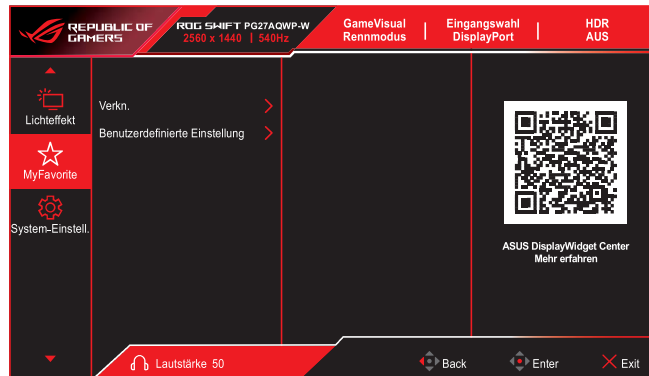 REPUBLIC OF
GAMERS
ROG SWIFT PG27AQWP-W
2560 x 1440 | 540Hz
GameVisual
Rennmodus
Eingangswahl
DisplayPort
HDR
AUS
Lichteffekt
MyFavorite
System-Einstell.
Verkn.
Benutzerdefinierte Einstellung
ASUS DisplayWidget Center
Mehr erfahren
Lautstärke 50
Back
Enter
Exit